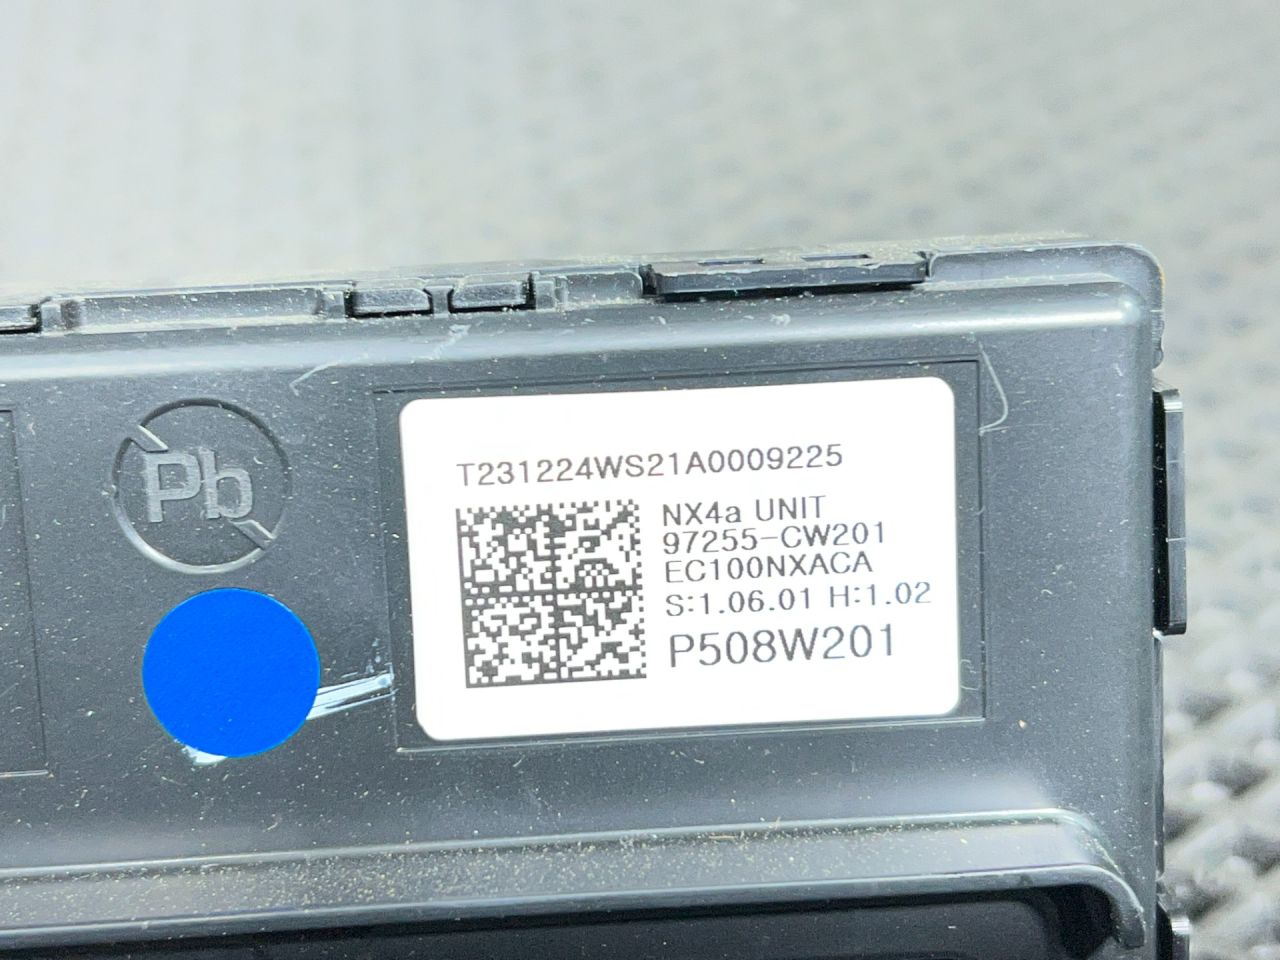 Pb
T231224WS21A0009225
NX4a UNIT
97255-CW201
EC100NXACA
S:1.06.01 H:1.02
P508W201